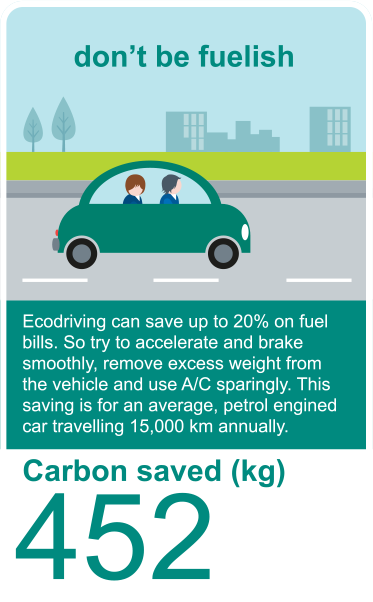 don't be fuelish
Ecodriving can save up to 20% on fuel
bills. So try to accelerate and brake
smoothly, remove excess weight from
the vehicle and use A/C sparingly. This
saving is for an average, petrol engined
car travelling 15,000 km annually.
Carbon saved (kg)
452